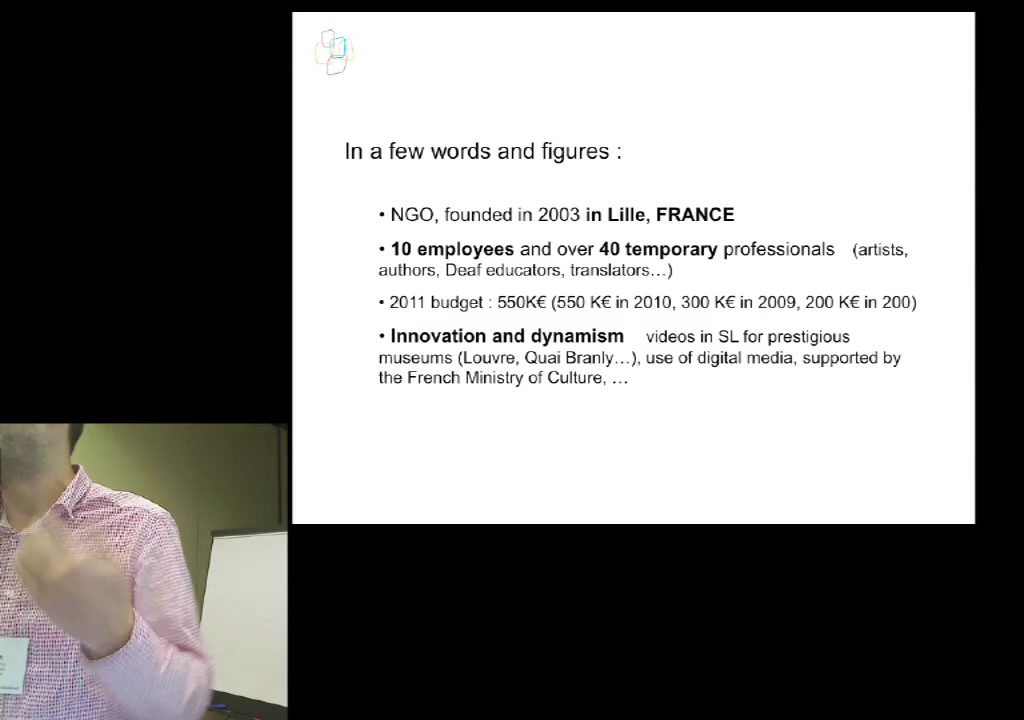 In a few words and figures :
• NGO, founded in 2003 in Lille, FRANCE
• 10 employees and over 40 temporary professionals (artists,
authors, Deaf educators, translators…)
• 2011 budget : 550K€ (550 K€ in 2010, 300 K€ in 2009, 200 K€ in 200)
• Innovation and dynamism videos in SL for prestigious
museums (Louvre, Quai Branly…), use of digital media, supported by
the French Ministry of Culture, …